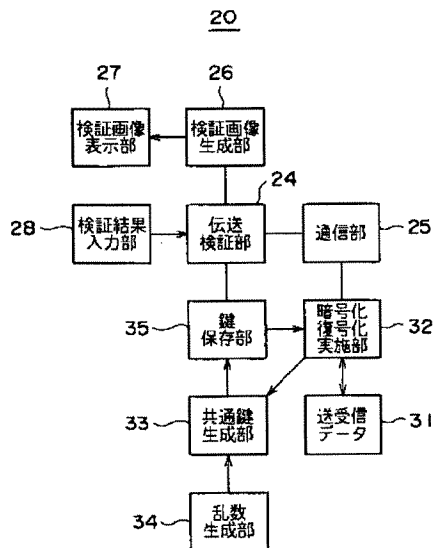 20
27
26
検証画像
表示部
検証画像
生成部
24
28
検証結果
入力部
伝送
検証部
通信部
25
35
鍵
保存部
暗号化
復号化
実施部
32
33
共通鍵
生成部
送受信
データ
31
34
乱数
生成部